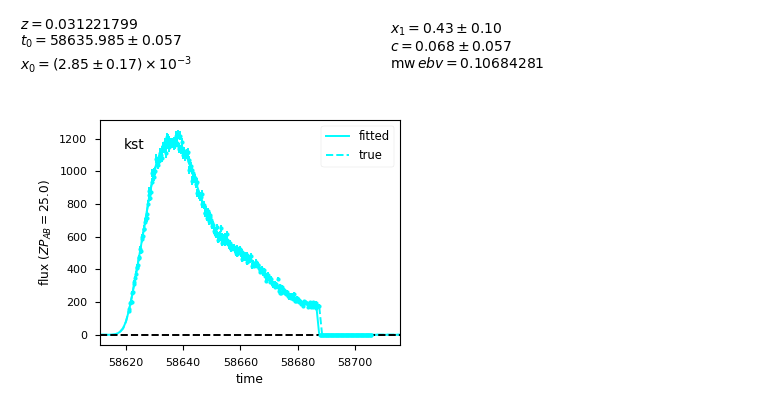 z = 0.031221799
t₀ = 58635.985 ± 0.057
x₀ = (2.85 ± 0.17) × 10⁻³
x₁ = 0.43 ± 0.10
c = 0.068 ± 0.057
mw ebv = 0.10684281
kst
fitted
true
flux (ZP_AB = 25.0)
1200
1000
800
600
400
200
0
58620 58640 58660 58680 58700
time